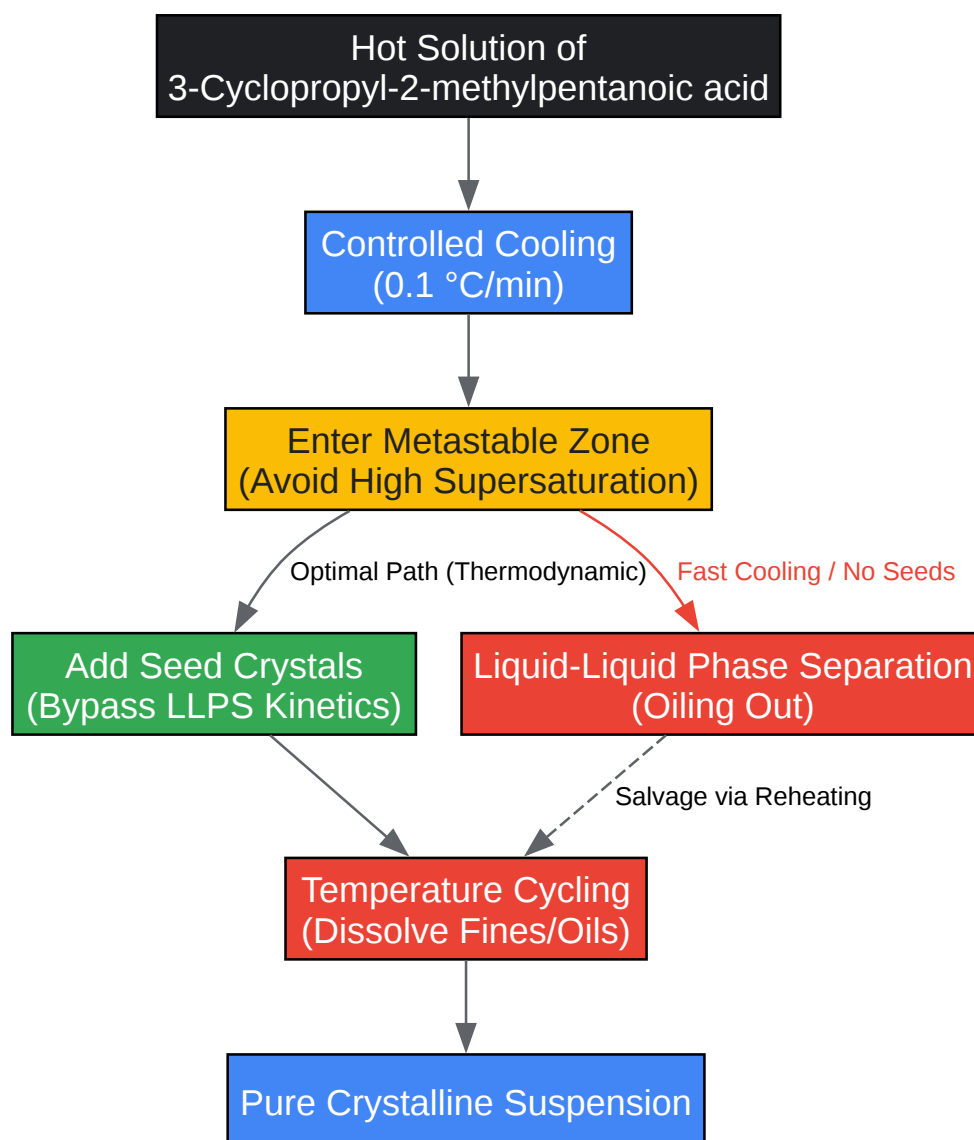 Hot Solution of
3-Cyclopropyl-2-methylpentanoic acid
Controlled Cooling
(0.1 °C/min)
Enter Metastable Zone
(Avoid High Supersaturation)
Optimal Path (Thermodynamic)
Fast Cooling / No Seeds
Add Seed Crystals
(Bypass LLPS Kinetics)
Liquid-Liquid Phase Separation
(Oiling Out)
Salvage via Reheating
Temperature Cycling
(Dissolve Fines/Oils)
Pure Crystalline Suspension